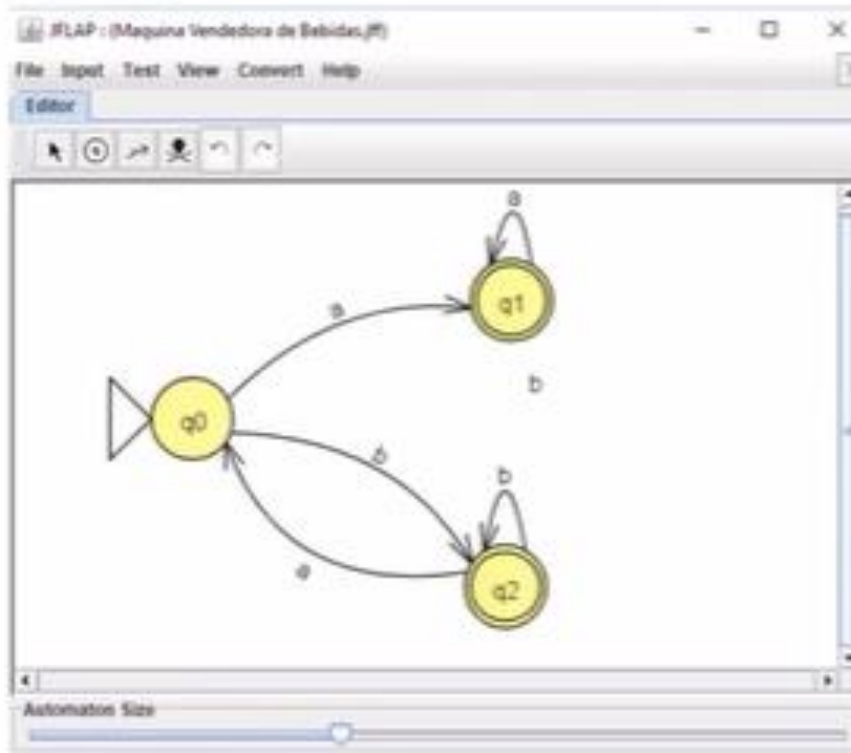 JFLAP : (Maquina Vendedora de Bebidas.jff)
File Input Test View Convert Help
Editor
a
a
q1
b
q0
b
b
a
q2
Automaton Size